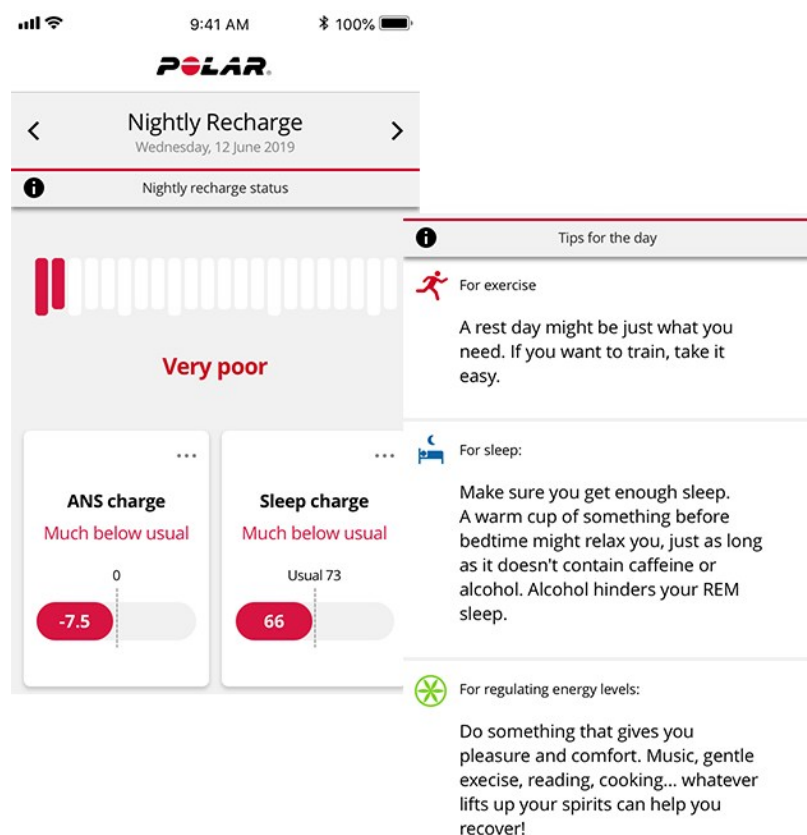 9:41 AM
100%
POLAR
Nightly Recharge
Wednesday, 12 June 2019
Nightly recharge status
Very poor
ANS charge
Much below usual
0
-7.5
Sleep charge
Much below usual
Usual 73
66
Tips for the day
For exercise
A rest day might be just what you
need. If you want to train, take it
easy.
For sleep:
Make sure you get enough sleep.
A warm cup of something before
bedtime might relax you, just as long
as it doesn't contain caffeine or
alcohol. Alcohol hinders your REM
sleep.
For regulating energy levels:
Do something that gives you
pleasure and comfort. Music, gentle
execise, reading, cooking... whatever
lifts up your spirits can help you
recover!